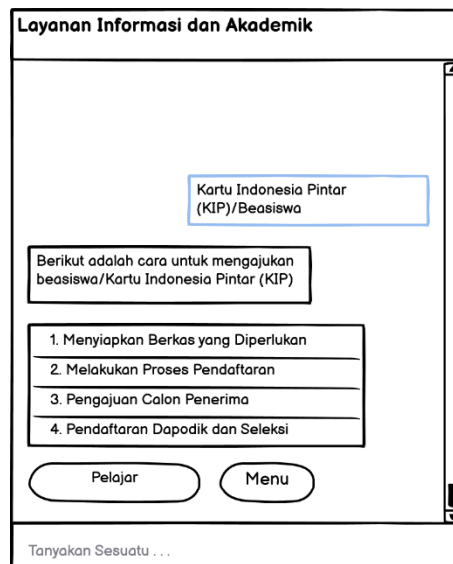 Layanan Informasi dan Akademik
Kartu Indonesia Pintar
(KIP)/Beasiswa
Berikut adalah cara untuk mengajukan
beasiswa/Kartu Indonesia Pintar (KIP)
1. Menyiapkan Berkas yang Diperlukan
2. Melakukan Proses Pendaftaran
3. Pengajuan Calon Penerima
4. Pendaftaran Dapodik dan Seleksi
Pelajar
Menu
Tanyakan Sesuatu . . .